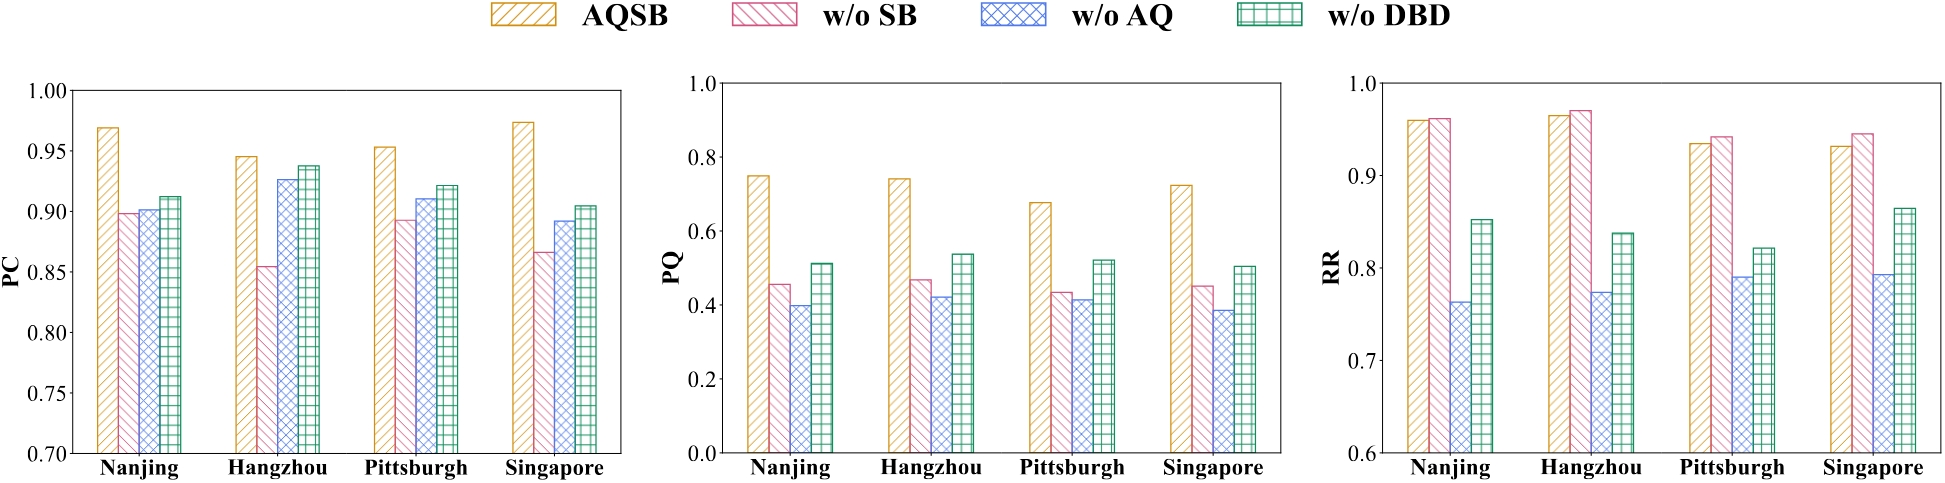 AQSB w/o SB w/o AQ w/o DBD
PC
1.00
0.95
0.90
0.85
0.80
0.75
0.70
Nanjing Hangzhou Pittsburgh Singapore
PQ
1.0
0.8
0.6
0.4
0.2
0.0
Nanjing Hangzhou Pittsburgh Singapore
RR
1.0
0.9
0.8
0.7
0.6
Nanjing Hangzhou Pittsburgh Singapore